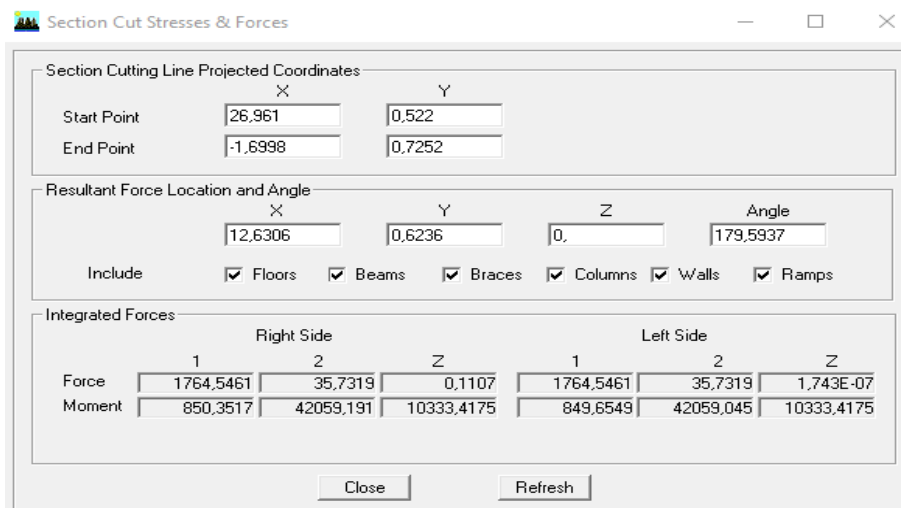 Section Cut Stresses & Forces
Section Cutting Line Projected Coordinates
X Y
Start Point 26,961 0,522
End Point -1,6998 0,7252
Resultant Force Location and Angle
X Y Z Angle
12,6306 0,6236 0, 179,5937
Include Floors Beams Braces Columns Walls Ramps
Integrated Forces
Right Side Left Side
1 2 Z 1 2 Z
Force 1764,5461 35,7319 0,1107 1764,5461 35,7319 1,743E-07
Moment 850,3517 42059,191 10333,4175 849,6549 42059,045 10333,4175
Close Refresh